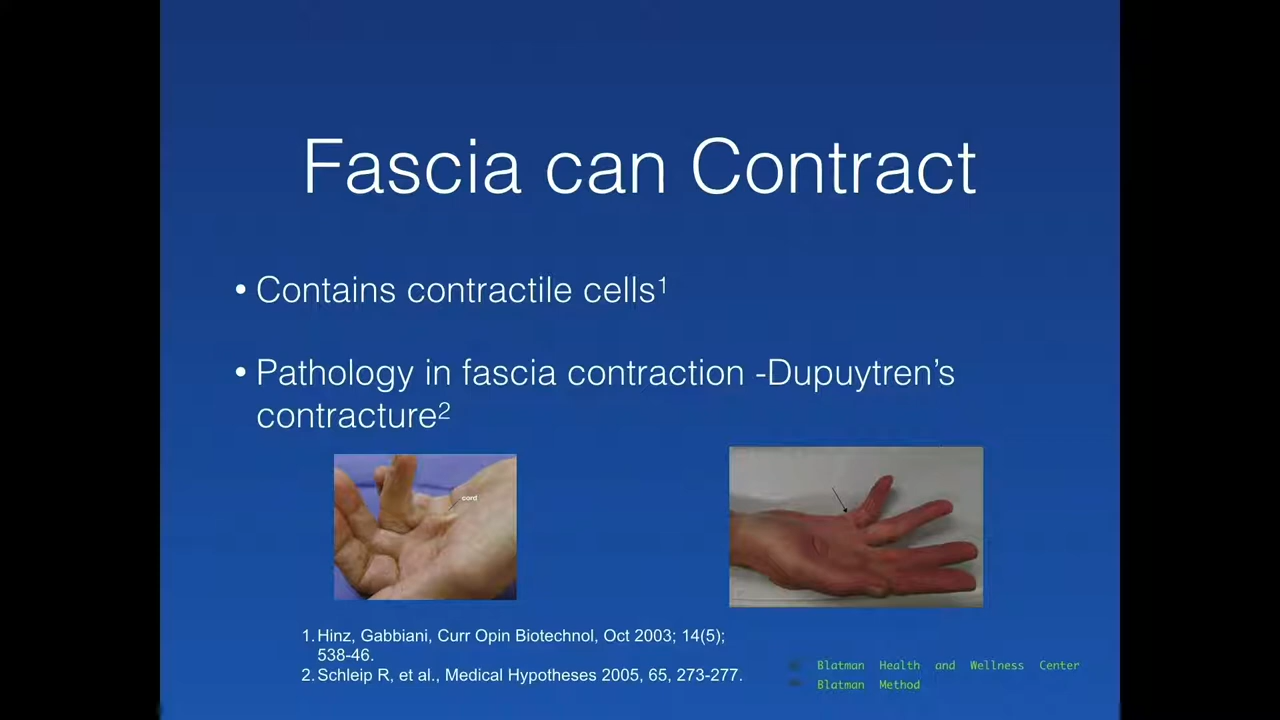 Fascia can Contract
• Contains contractile cells¹
• Pathology in fascia contraction -Dupuytren’s
contracture²
cord
1. Hinz, Gabbiani, Curr Opin Biotechnol, Oct 2003; 14(5);
538-46.
2. Schleip R, et al., Medical Hypotheses 2005, 65, 273-277.
Blatman Health and Wellness Center
Blatman Method